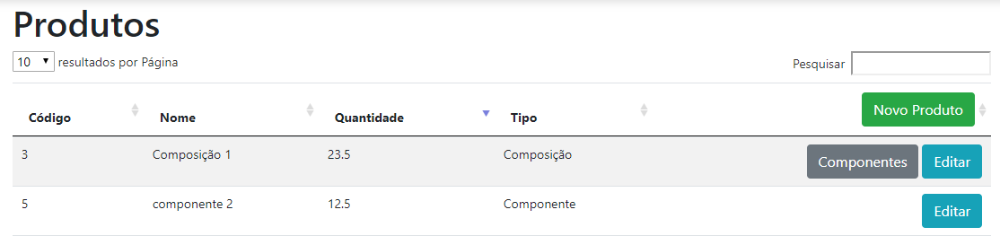 Produtos
10 resultados por Página
Pesquisar
Código Nome Quantidade Tipo Novo Produto
3 Composição 1 23.5 Composição Componentes Editar
5 componente 2 12.5 Componente Editar